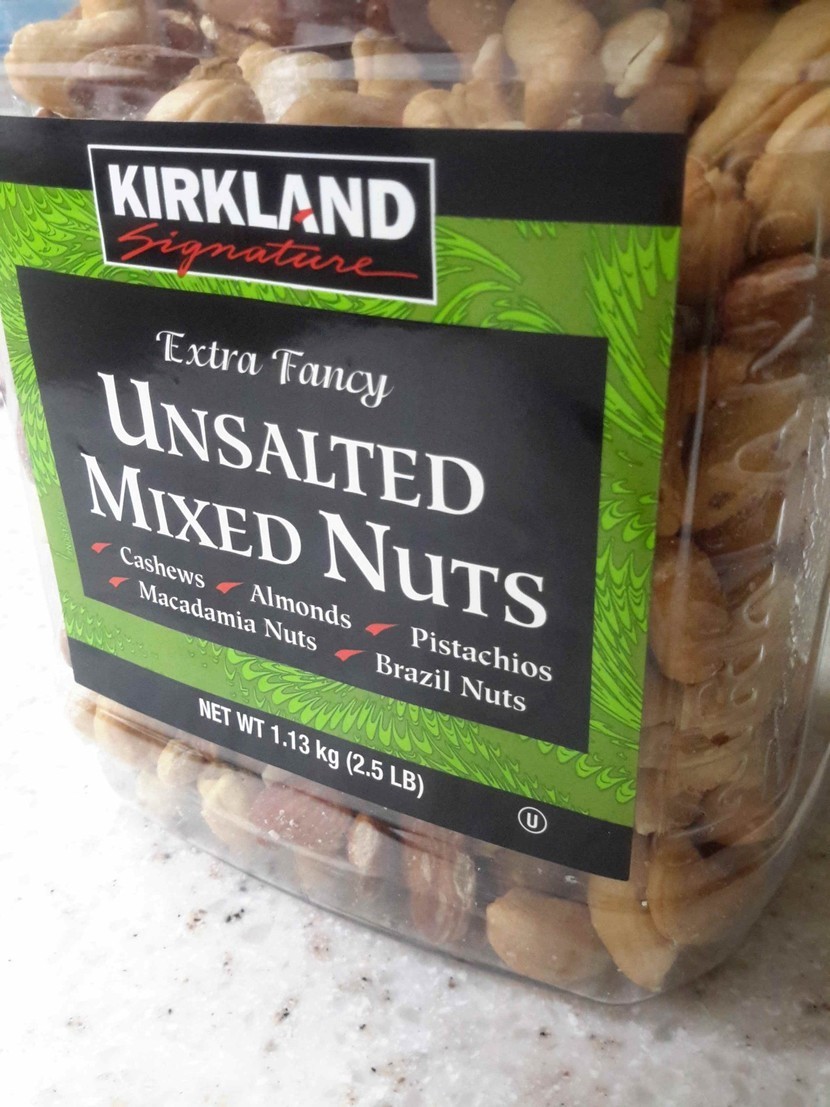 KIRKLAND
Signature
Extra Fancy
UNSALTED
MIXED NUTS
Cashews Almonds Pistachios
Macadamia Nuts Brazil Nuts
NET WT 1.13 kg (2.5 LB)
U